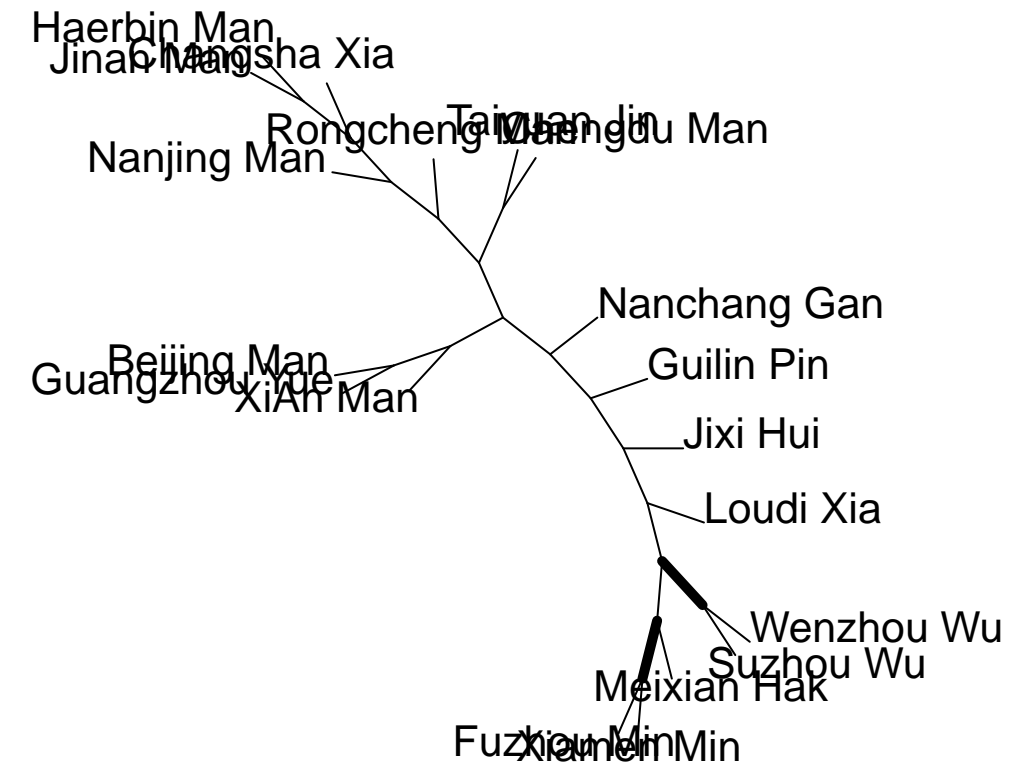 Haerbin Man
Changsha Xia
Jinan Man
Taiyuan Jin
Rongcheng Man
Chengdu Man
Nanjing Man
Nanchang Gan
Beijing Man
Guilin Pin
Guangzhou Yue
XiAn Man
Jixi Hui
Loudi Xia
Wenzhou Wu
Suzhou Wu
Meixian Hak
Fuzhou Min
Xiamen Min